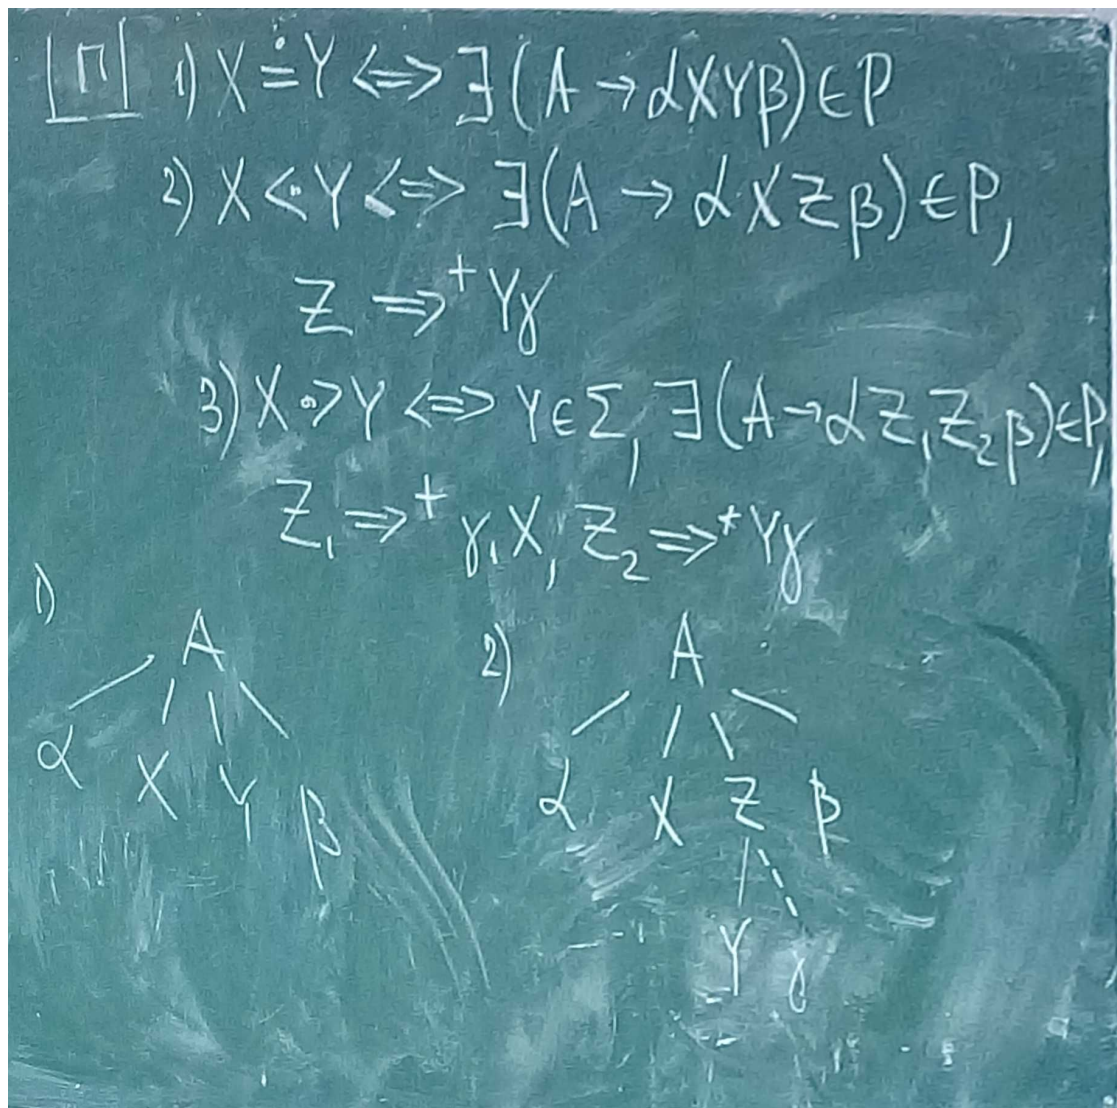 П 1) X ≐ Y <=> ∃ (A → αXYβ) ∈ P
2) X <· Y <=> ∃ (A → αXZβ) ∈ P,
Z =>⁺ Yγ
3) X ·> Y <=> Y ∈ Σ, ∃ (A → αZ₁Z₂β) ∈ P,
Z₁ =>⁺ γ₁X, Z₂ =>* Yγ
1) 2)
A A
α X Y β α X Z β
Y γ